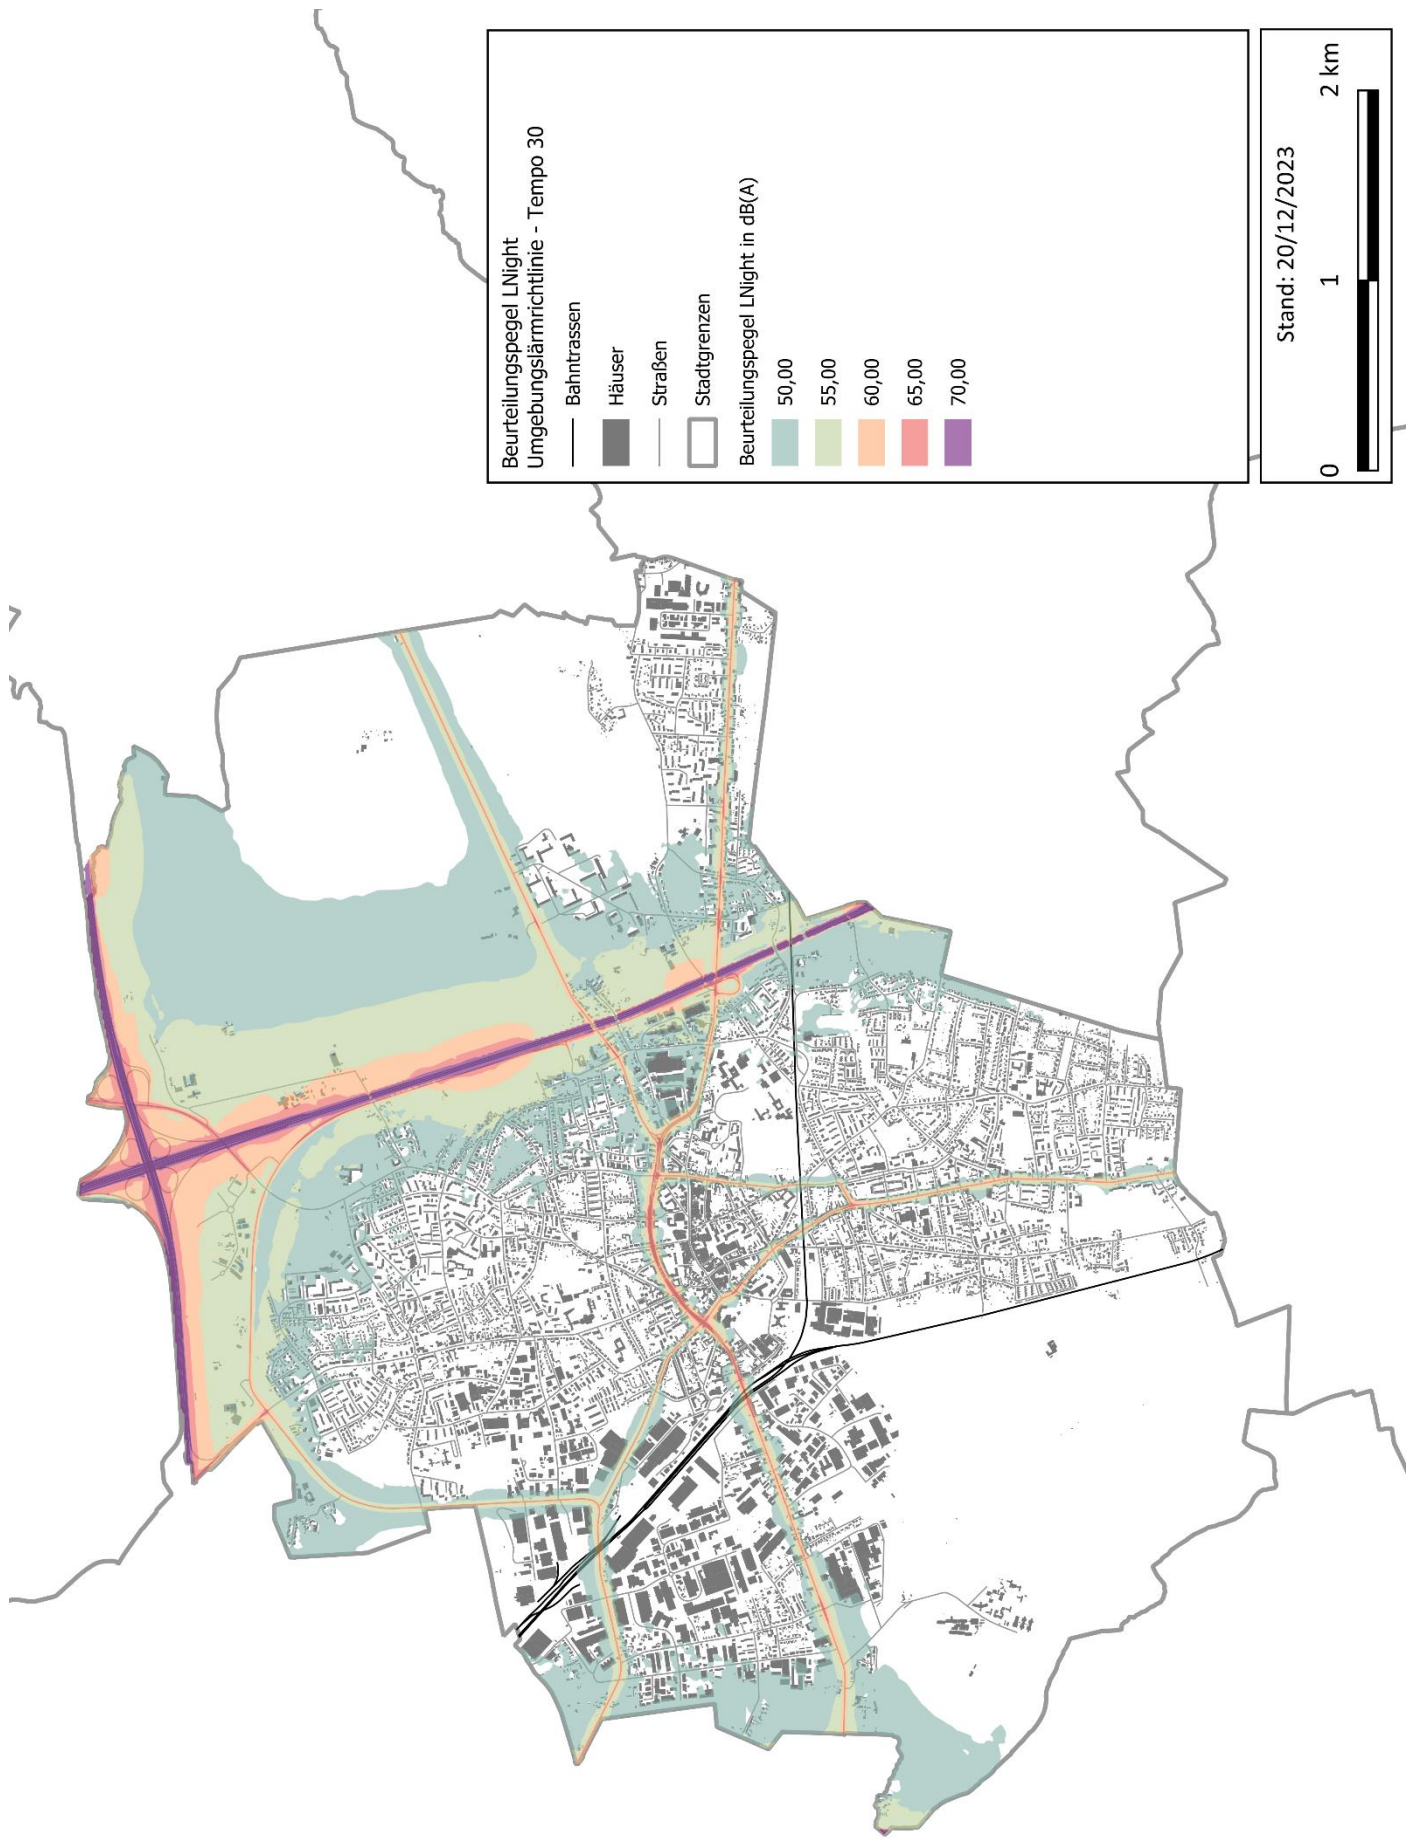 Beurteilungspegel LNight
Umgebungslärmrichtlinie - Tempo 30
Bahntrassen
Häuser
Straßen
Stadtgrenzen
Beurteilungspegel LNight in dB(A)
50,00
55,00
60,00
65,00
70,00
Stand: 20/12/2023
0 1 2 km